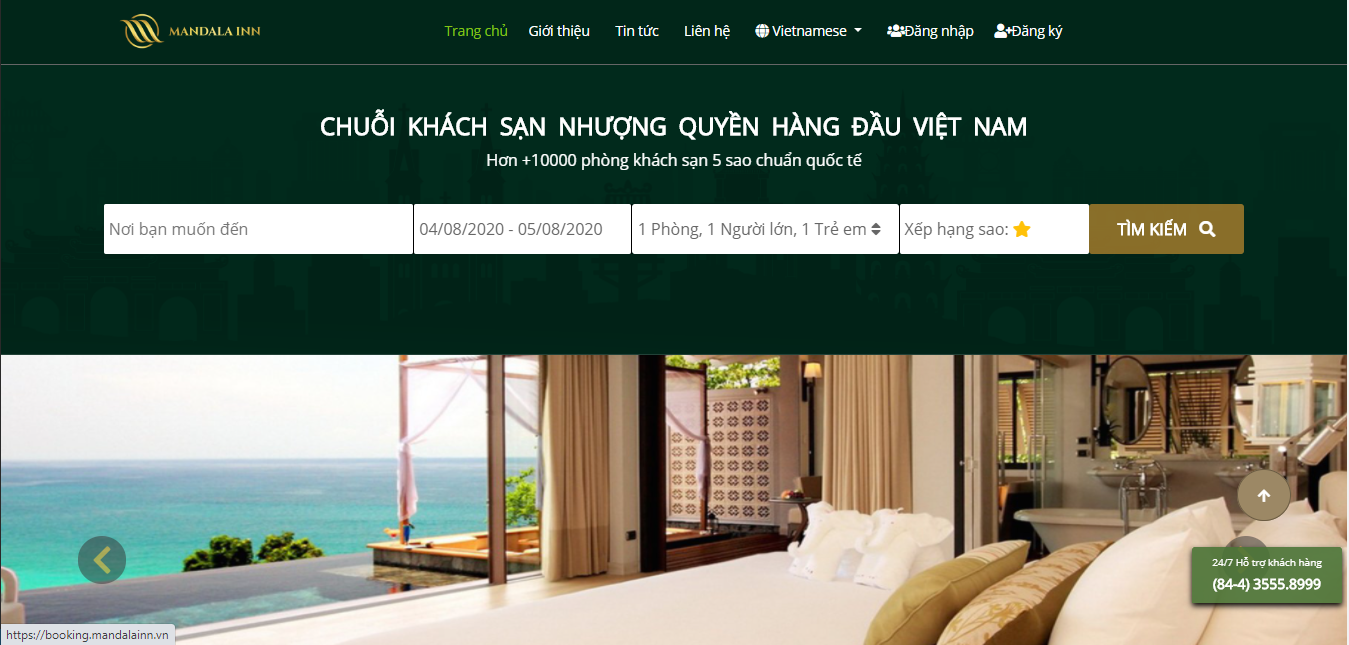 MANDALA INN
Trang chủ Giới thiệu Tin tức Liên hệ Vietnamese Đăng nhập Đăng ký
CHUỖI KHÁCH SẠN NHƯỢNG QUYỀN HÀNG ĐẦU VIỆT NAM
Hơn +10000 phòng khách sạn 5 sao chuẩn quốc tế
Nơi bạn muốn đến 04/08/2020 - 05/08/2020 1 Phòng, 1 Người lớn, 1 Trẻ em Xếp hạng sao: TÌM KIẾM
24/7 Hỗ trợ khách hàng
(84-4) 3555.8999
https://booking.mandalainn.vn